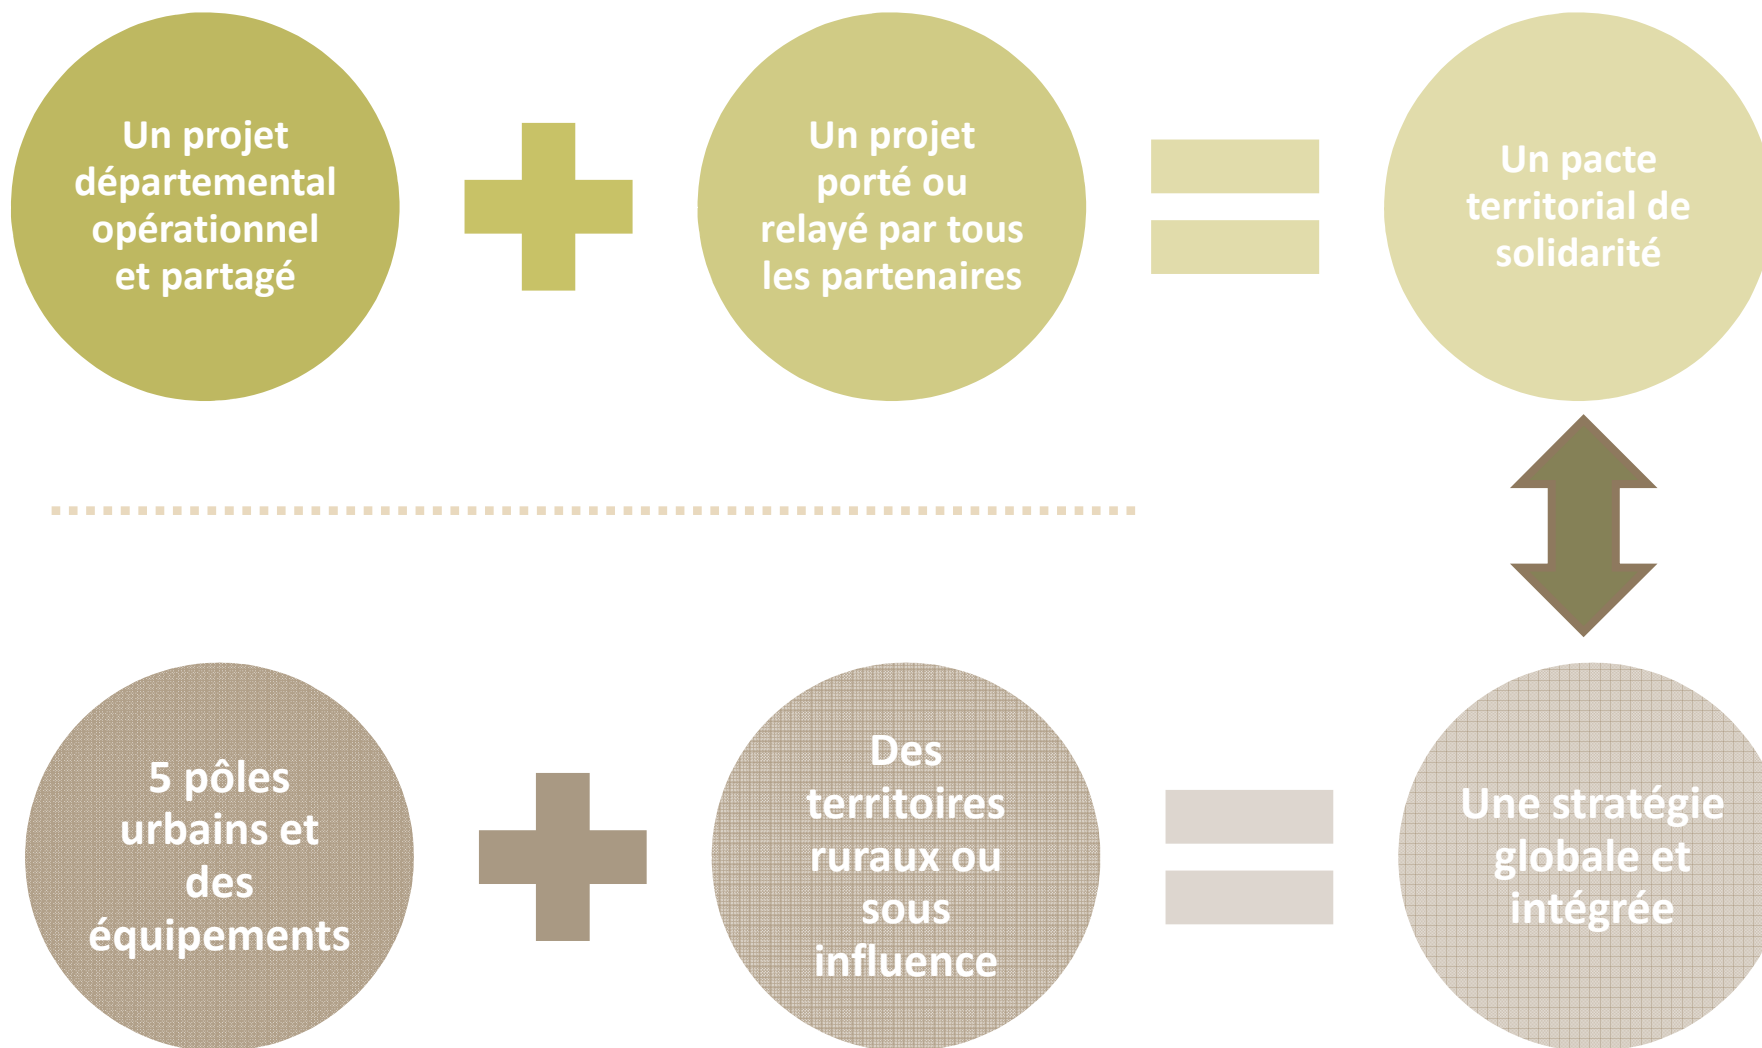 Un projet
départemental
opérationnel
et partagé
Un projet
porté ou
relayé par tous
les partenaires
Un pacte
territorial de
solidarité
5 pôles
urbains et
des
équipements
Des
territoires
ruraux ou
sous
influence
Une stratégie
globale et
intégrée